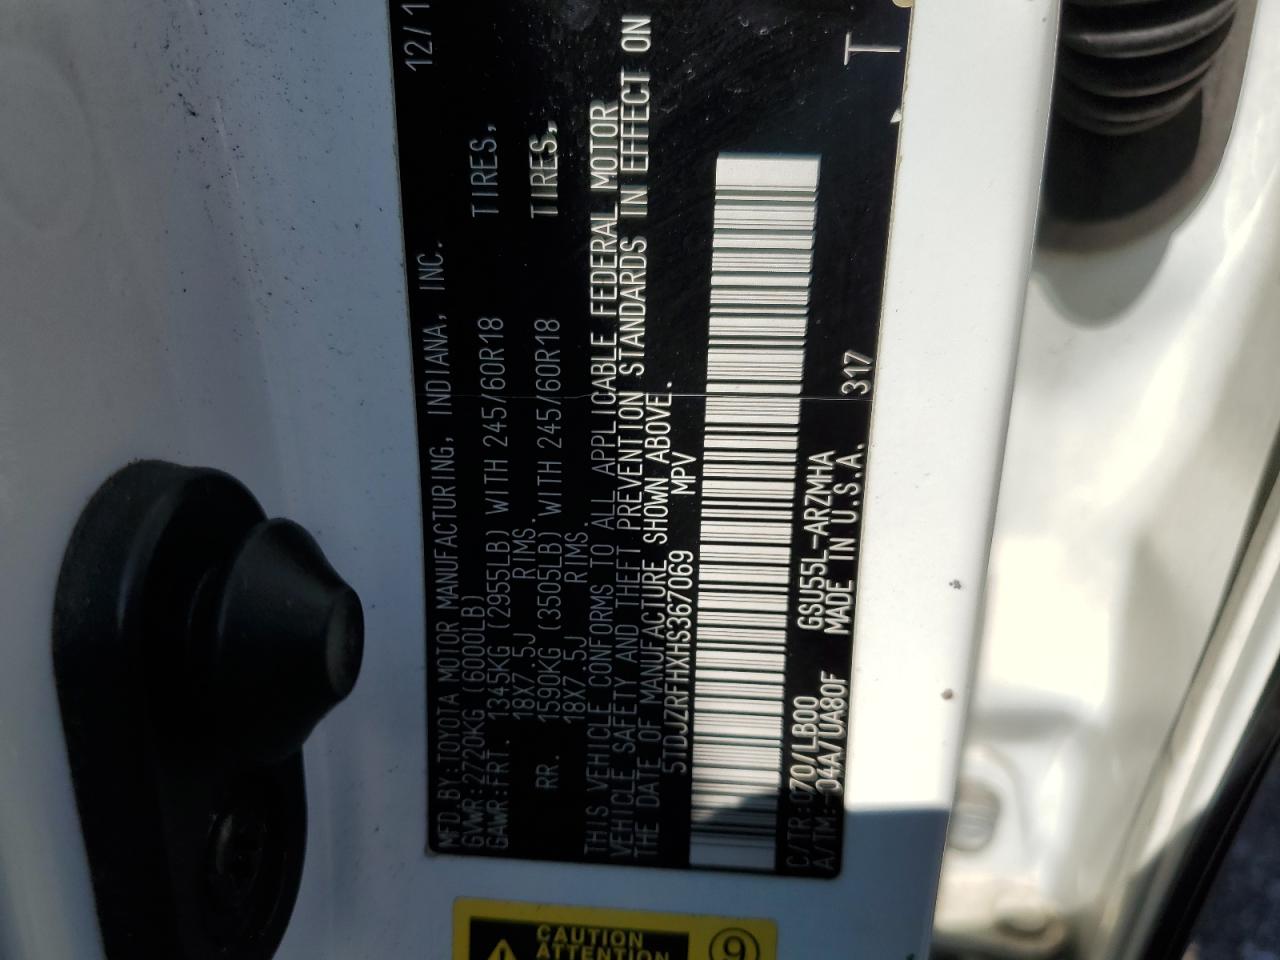 MFD.BY:TOYOTA MOTOR MANUFACTURING, INDIANA, INC. 12/1
GVWR:2720KG (6000LB)
GAWR:FRT. 1345KG (2955LB) WITH 245/60R18 TIRES,
18X7.5J RIMS.
RR. 1590KG (3505LB) WITH 245/60R18 TIRES,
18X7.5J RIMS.
THIS VEHICLE CONFORMS TO ALL APPLICABLE FEDERAL MOTOR
VEHICLE SAFETY AND THEFT PREVENTION STANDARDS IN EFFECT ON
THE DATE OF MANUFACTURE SHOWN ABOVE.
5TDJZRFHXHS367069 MPV
C/TR:070/LB00 GSU55L-ARZMHA 317
A/TM:-04A/UA80F MADE IN U.S.A.
T
CAUTION
ATTENTION
9